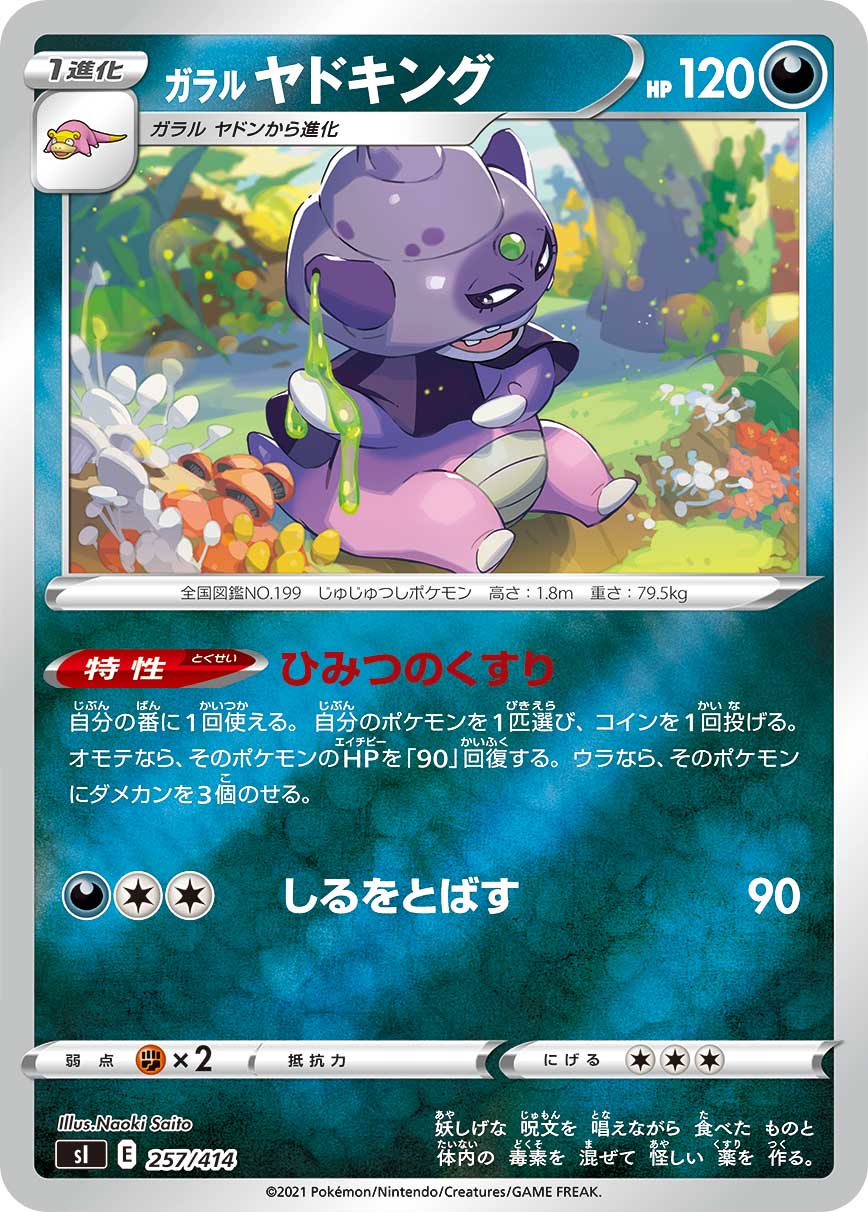 1進化
ガラル ヤドキング
HP 120
ガラル ヤドンから進化
全国図鑑NO.199 じゅじゅつしポケモン 高さ:1.8m 重さ:79.5kg
特性 とくせい ひみつのくすり
自分の番に1回使える。自分のポケモンを1匹選び、コインを1回投げる。
オモテなら、そのポケモンのHPを「90」回復する。ウラなら、そのポケモン
にダメカンを3個のせる。
しるをとばす 90
弱点 ×2 抵抗力 にげる
Illus.Naoki Saito
妖しげな 呪文を 唱えながら 食べた ものと
体内の 毒素を 混ぜて 怪しい 薬を 作る。
sI E 257/414
©2021 Pokémon/Nintendo/Creatures/GAME FREAK.